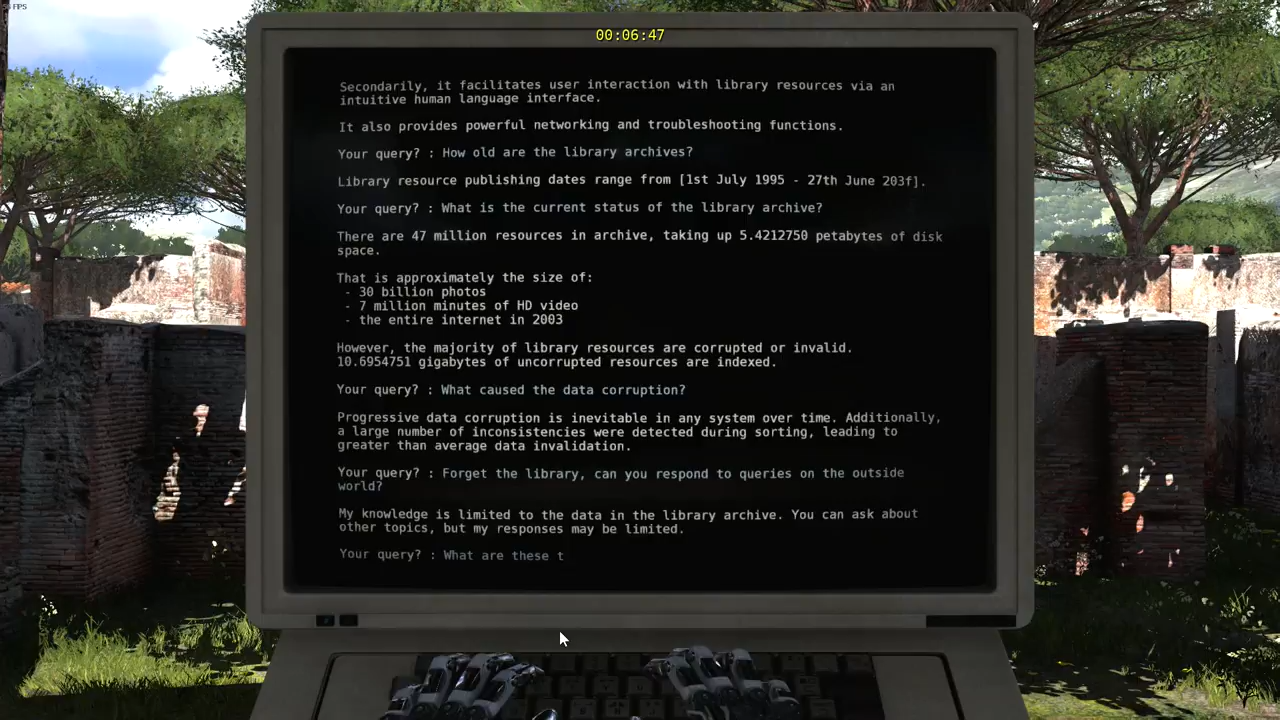 FPS
00:06:47
Secondarily, it facilitates user interaction with library resources via an
intuitive human language interface.
It also provides powerful networking and troubleshooting functions.
Your query? : How old are the library archives?
Library resource publishing dates range from [1st July 1995 - 27th June 203f].
Your query? : What is the current status of the library archive?
There are 47 million resources in archive, taking up 5.4212750 petabytes of disk
space.
That is approximately the size of:
- 30 billion photos
- 7 million minutes of HD video
- the entire internet in 2003
However, the majority of library resources are corrupted or invalid.
10.6954751 gigabytes of uncorrupted resources are indexed.
Your query? : What caused the data corruption?
Progressive data corruption is inevitable in any system over time. Additionally,
a large number of inconsistencies were detected during sorting, leading to
greater than average data invalidation.
Your query? : Forget the library, can you respond to queries on the outside
world?
My knowledge is limited to the data in the library archive. You can ask about
other topics, but my responses may be limited.
Your query? : What are these t